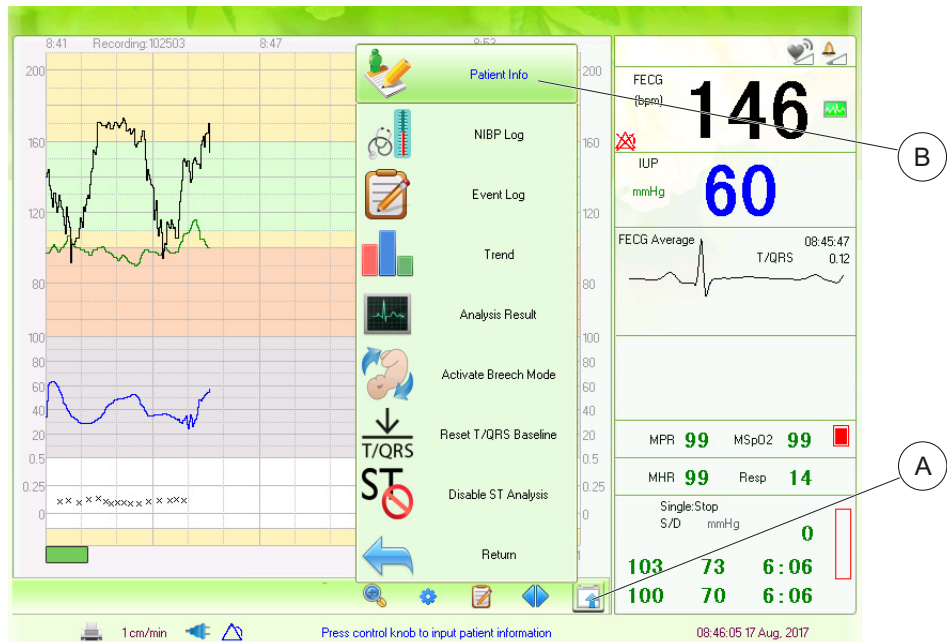 8:41 Recording:102503 8:47 8:53
200 200
160 160
120 120
80 80
100 100
80 80
60 60
40 40
20 20
0.5 0.5
0.25 0.25
0 0
Patient Info
NIBP Log
Event Log
Trend
Analysis Result
Activate Breech Mode
T/QRS
Reset T/QRS Baseline
ST
Disable ST Analysis
Return
FECG
(bpm)
146
IUP
mmHg
60
FECG Average 08:45:47
T/QRS 0.12
MPR 99 MSpO2 99
MHR 99 Resp 14
Single:Stop
S/D mmHg
0
103 73 6:06
100 70 6:06
B
A
1 cm/min
Press control knob to input patient information
08:46:05 17 Aug, 2017